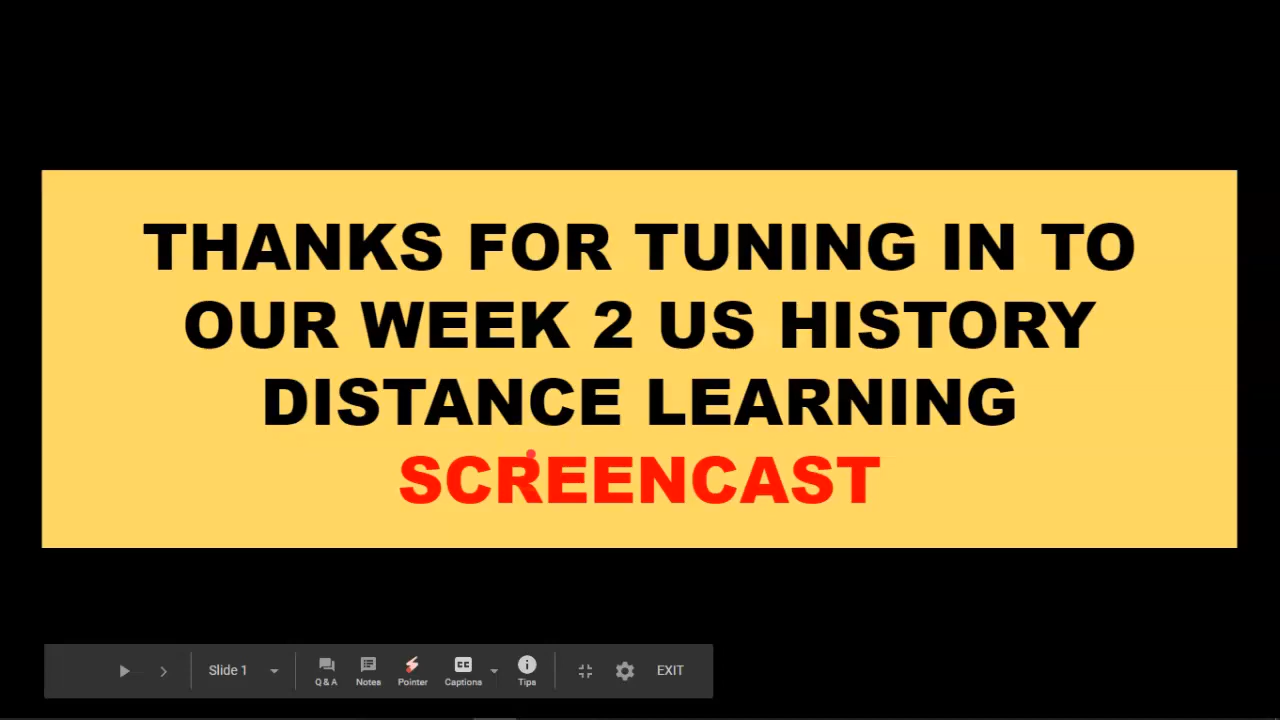 THANKS FOR TUNING IN TO
OUR WEEK 2 US HISTORY
DISTANCE LEARNING
SCREENCAST
Slide 1
Q & A
Notes
Pointer
CC
Captions
Tips
EXIT